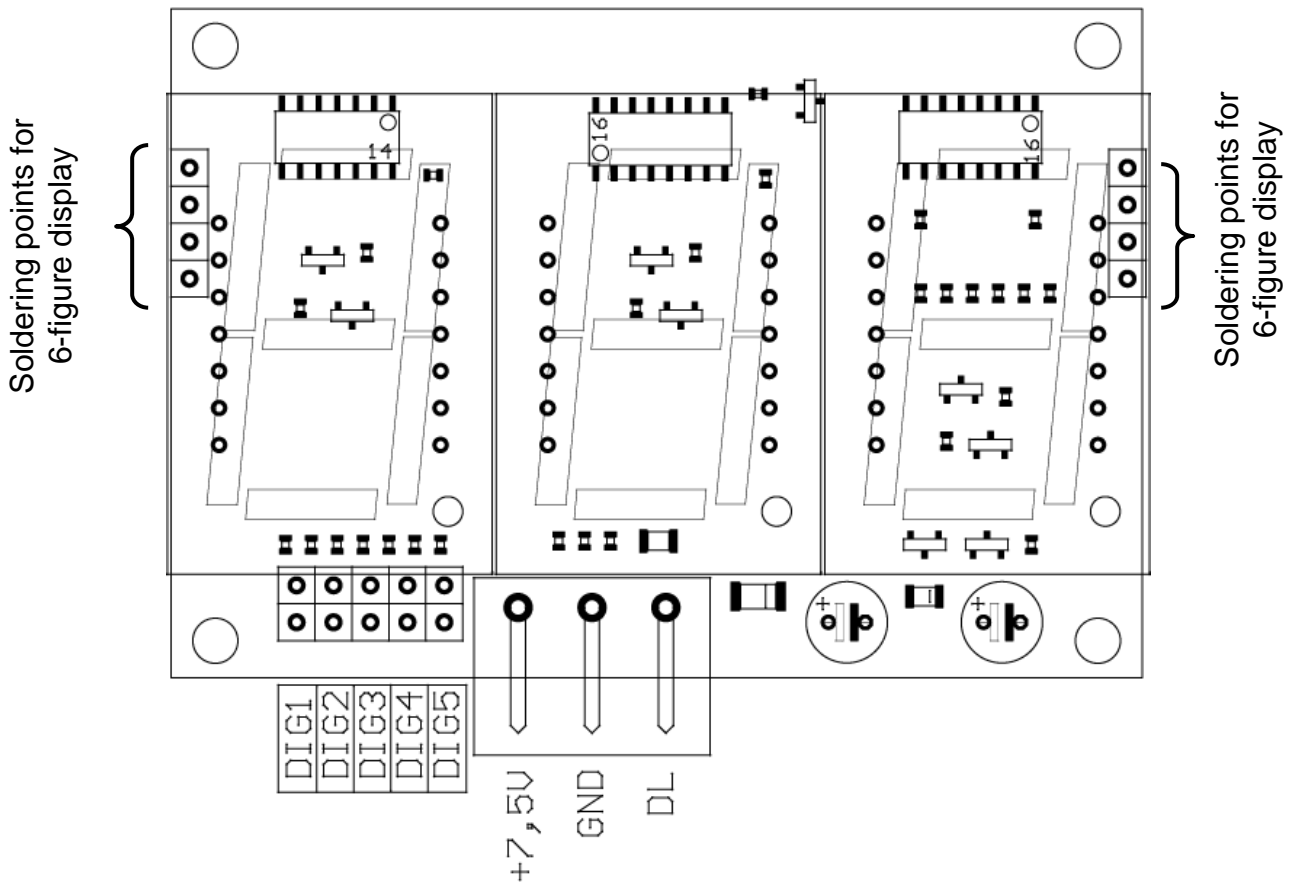 Soldering points for
6-figure display
14
16
16
Soldering points for
6-figure display
+
+
DIG1
DIG2
DIG3
DIG4
DIG5
+7,5V
GND
DL